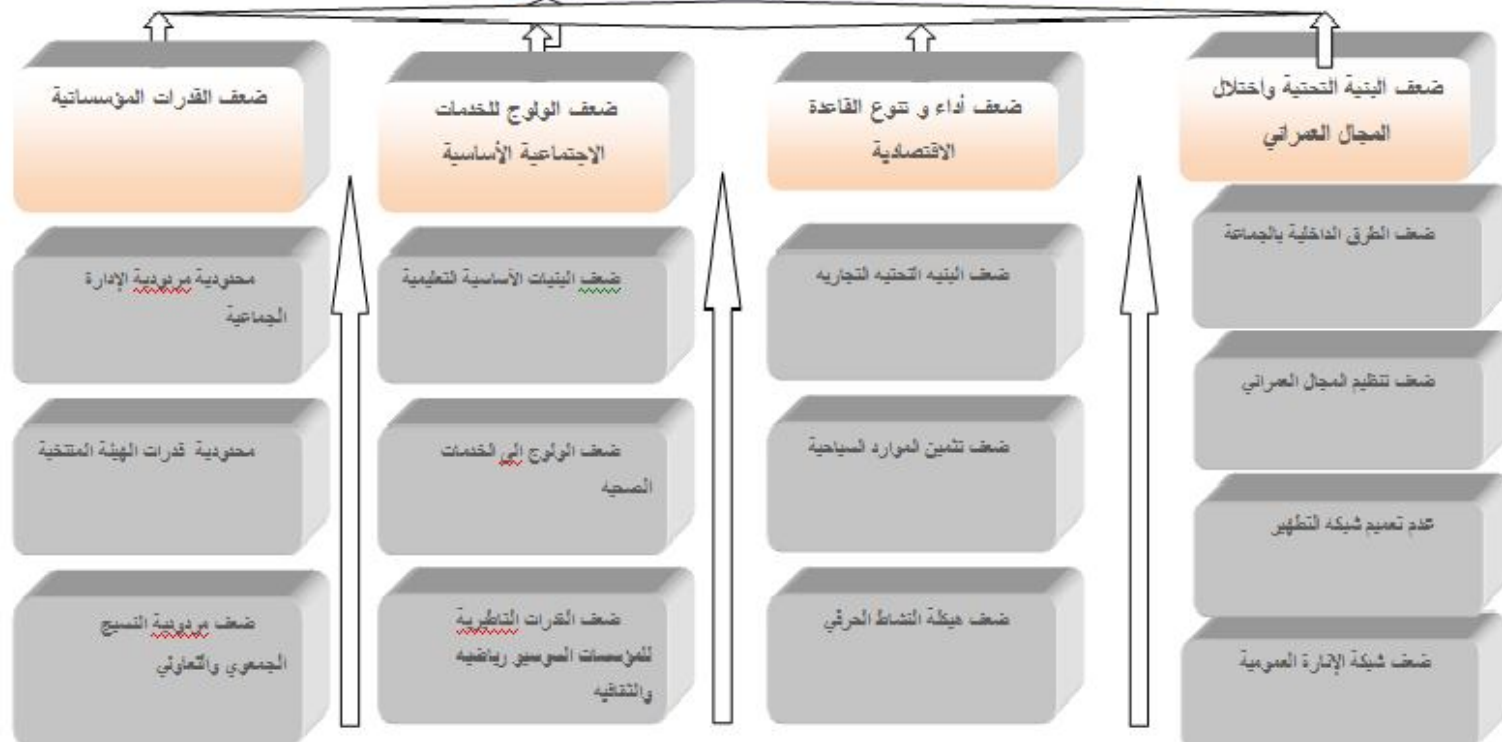 ضعف البنية التحتية واختلال
المجال العمراني
ضعف الطرق الداخلية بالجماعة
ضعف تنظيم المجال العمراني
عدم تعميم شبكه التطهير
ضعف شبكة الإنارة العمومية
ضعف أداء و تنوع القاعدة
الاقتصادية
ضعف البنيه التحتيه التجاريه
ضعف تثمين الموارد السياحية
ضعف هيكلة النشاط الحرفي
ضعف الولوج للخدمات
الاجتماعية الأساسية
ضعف البنيات الأساسية التعليمية
ضعف الولوج الى الخدمات
الصحيه
ضعف القدرات التاطيرية
للمؤسسات السوسيو رياضيه
والثقافيه
ضعف القدرات المؤسساتية
محدودية مردودية الإدارة
الجماعية
محدودية قدرات الهيئة المنتخبة
ضعف مردودية النسيج
الجمعوي والتعاوني